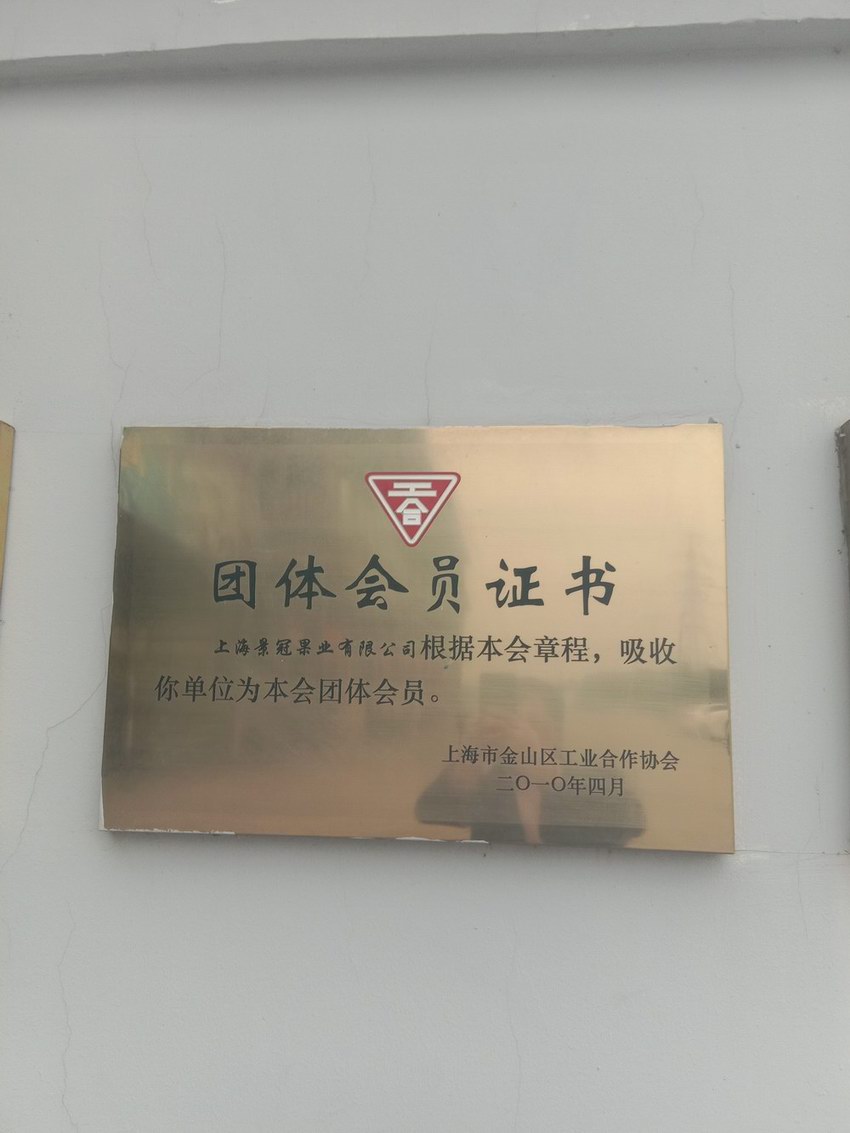 工合
团体会员证书
上海景冠果业有限公司根据本会章程，吸收
你单位为本会团体会员。
上海市金山区工业合作协会
二〇一〇年四月